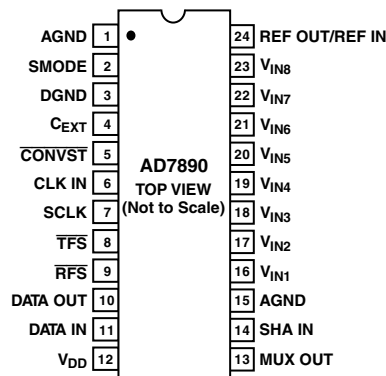 AGND 1
SMODE 2
DGND 3
CEXT 4
CONVST 5
CLK IN 6
SCLK 7
TFS 8
RFS 9
DATA OUT 10
DATA IN 11
VDD 12
AD7890
TOP VIEW
(Not to Scale)
24 REF OUT/REF IN
23 VIN8
22 VIN7
21 VIN6
20 VIN5
19 VIN4
18 VIN3
17 VIN2
16 VIN1
15 AGND
14 SHA IN
13 MUX OUT